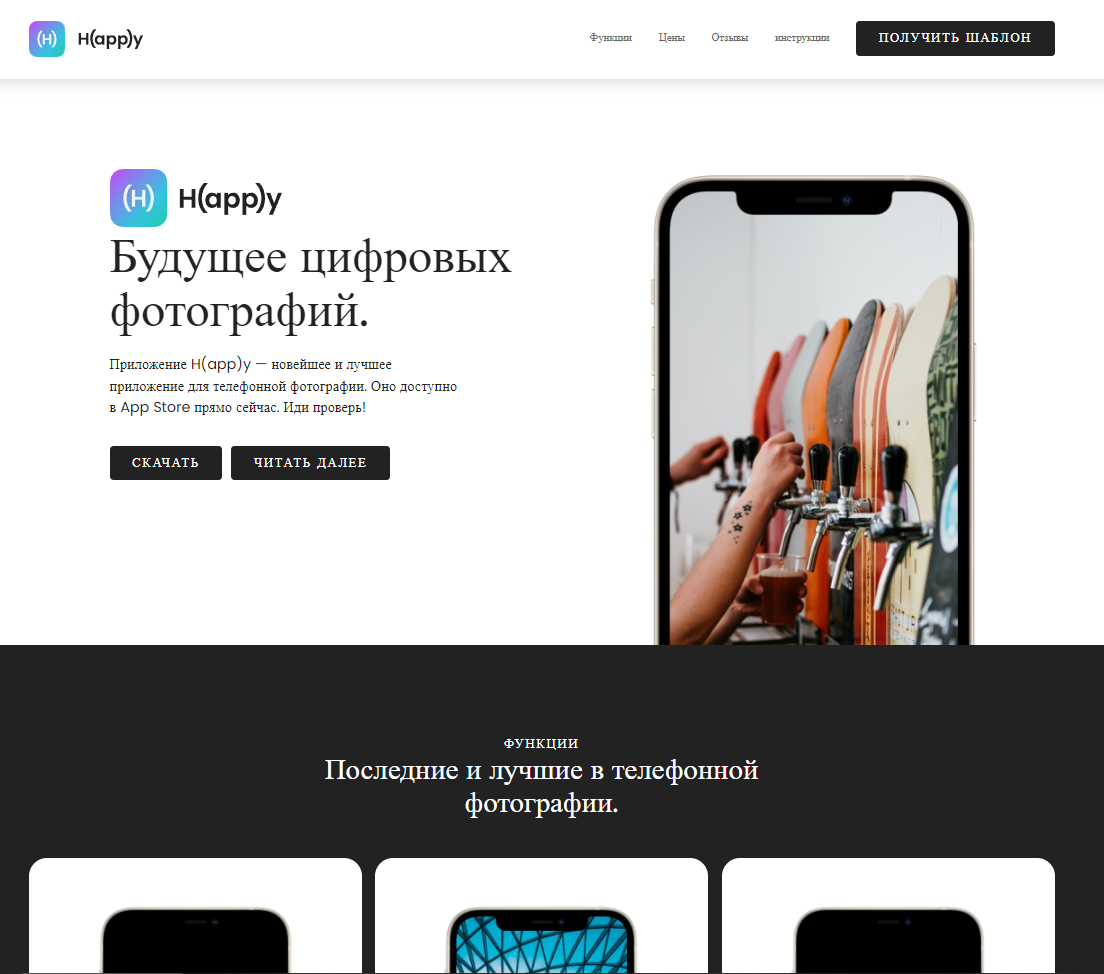 (H) H(app)y
Функции Цены Отзывы инструкции ПОЛУЧИТЬ ШАБЛОН
(H) H(app)y
Будущее цифровых
фотографий.
Приложение H(app)y — новейшее и лучшее
приложение для телефонной фотографии. Оно доступно
в App Store прямо сейчас. Иди проверь!
СКАЧАТЬ ЧИТАТЬ ДАЛЕЕ
ФУНКЦИИ
Последние и лучшие в телефонной
фотографии.